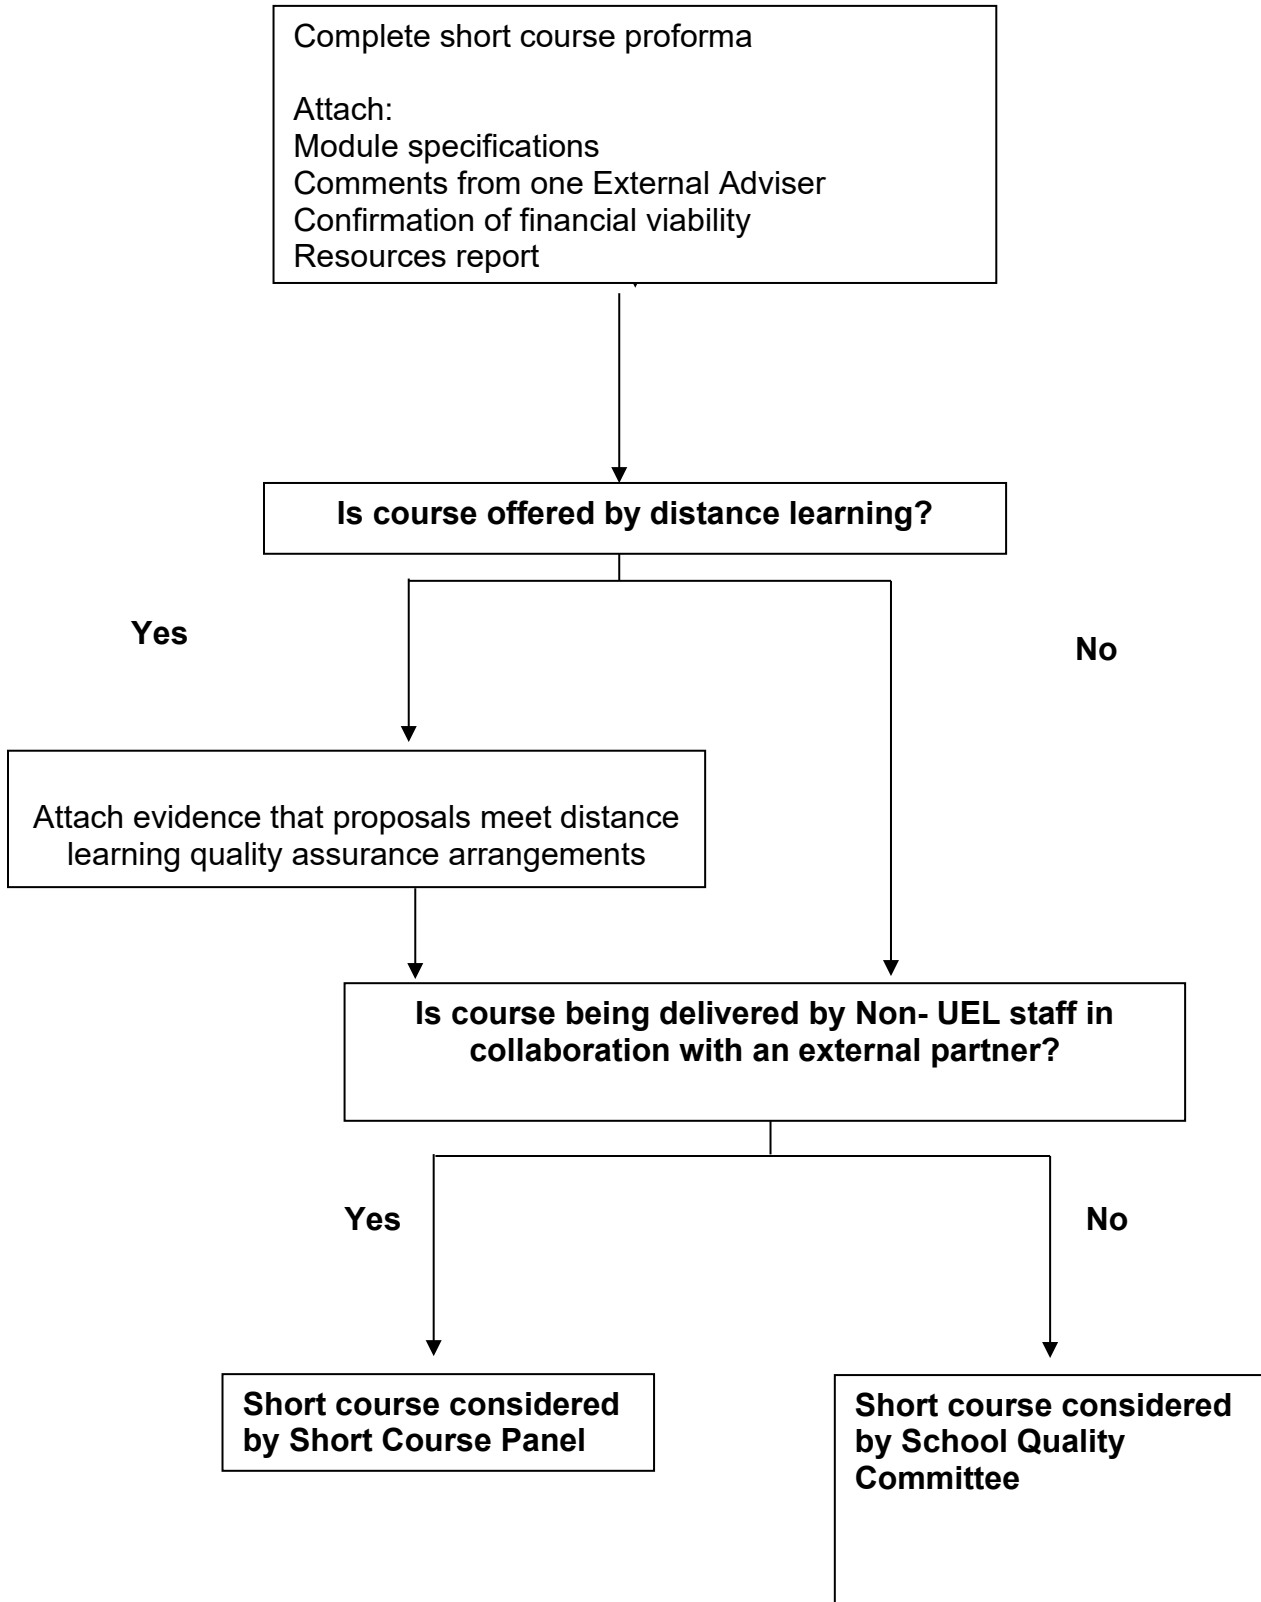 Complete short course proforma
Attach:
Module specifications
Comments from one External Adviser
Confirmation of financial viability
Resources report
Is course offered by distance learning?
Yes
No
Attach evidence that proposals meet distance
learning quality assurance arrangements
Is course being delivered by Non- UEL staff in
collaboration with an external partner?
Yes
No
Short course considered
by Short Course Panel
Short course considered
by School Quality
Committee